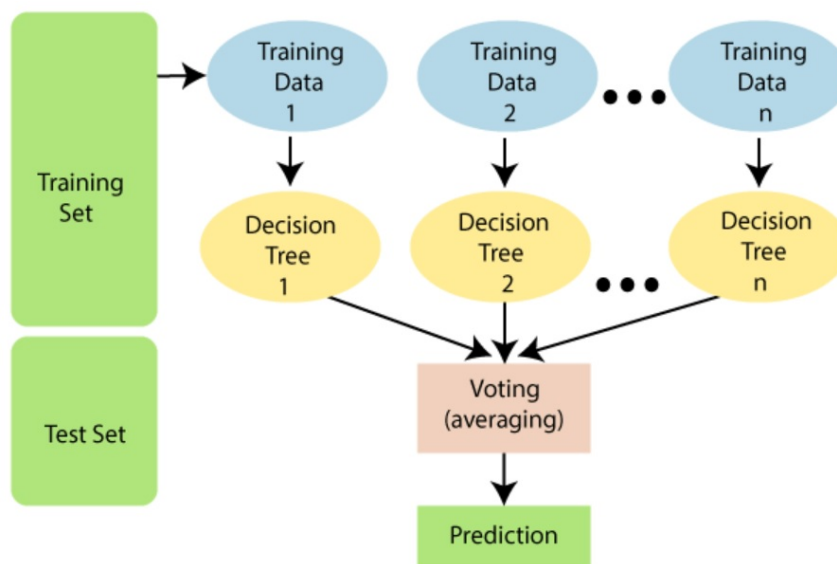 Training
Set
Test Set
Training
Data
1
Training
Data
2
Training
Data
n
Decision
Tree
1
Decision
Tree
2
Decision
Tree
n
Voting
(averaging)
Prediction